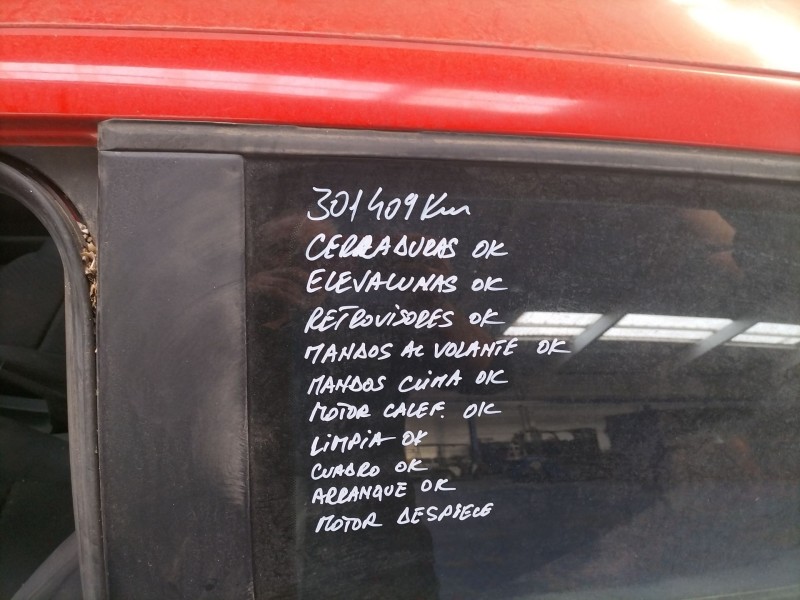 301409 Km
CERRADURAS OK
ELEVALUNAS OK
RETROVISORES OK
MANDOS AL VOLANTE OK
MANDOS CLIMA OK
MOTOR CALEF. OK
LIMPIA OK
CUADRO OK
ARRANQUE OK
MOTOR DESPIECE